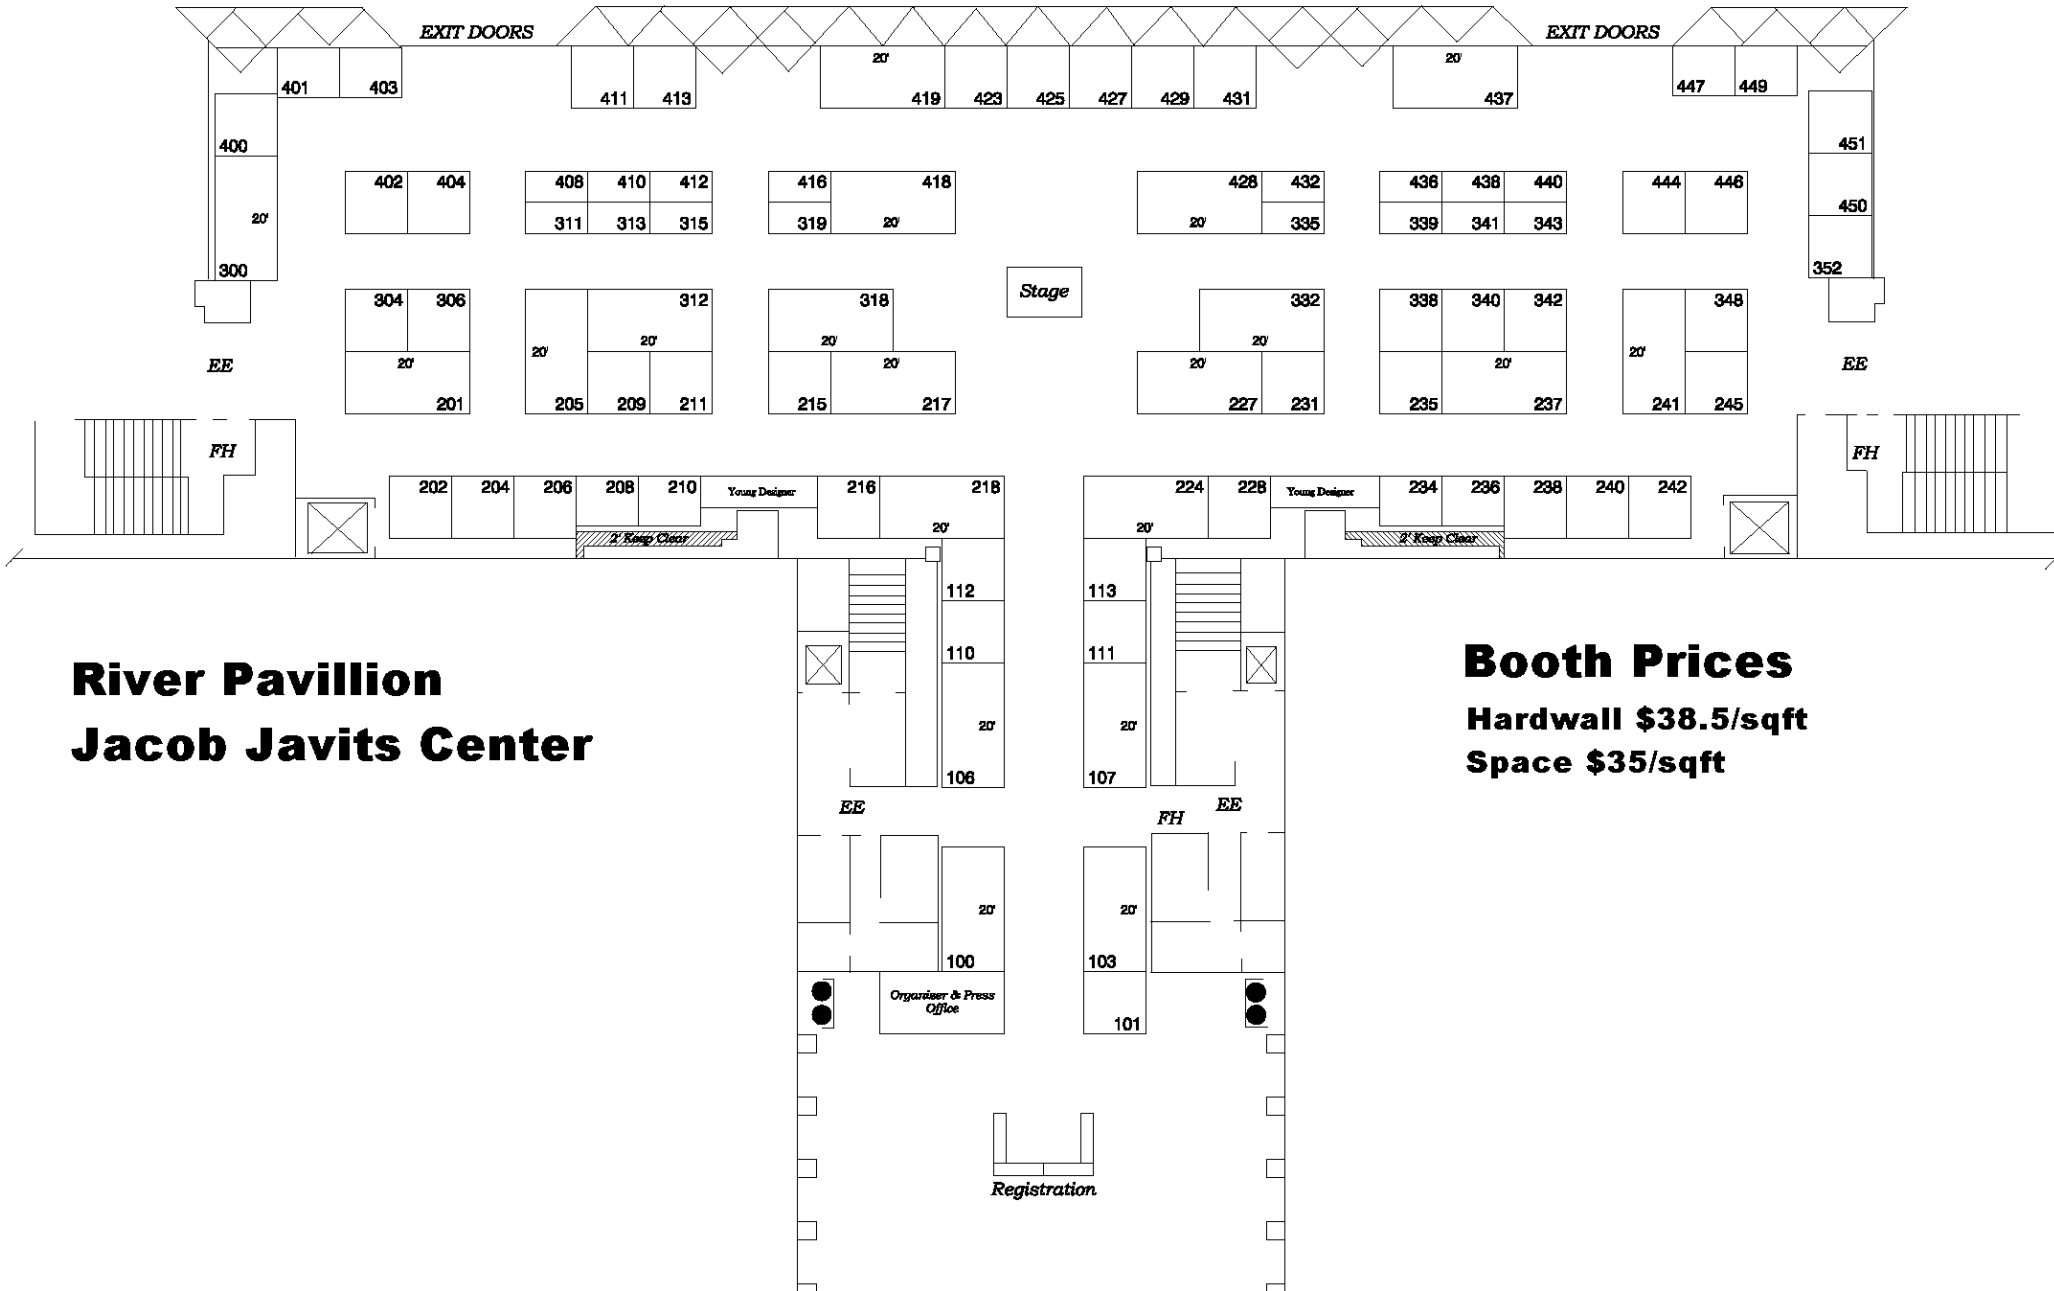 EXIT DOORS EXIT DOORS
20' 20'
401 403 411 413 419 423 425 427 429 431 437 447 449
400 451
402 404 408 410 412 416 418 428 432 436 438 440 444 446
450
20' 311 313 315 319 20' 20' 335 339 341 343
300 352
Stage
304 306 312 318 332 338 340 342 348
20' 20' 20'
20' 20'
EE 20' 20' 20' 20' EE
201 205 209 211 215 217 227 231 235 237 241 245
FH FH
202 204 206 208 210 Young Designer 216 218 224 228 Young Designer 234 236 238 240 242
20' 20'
2' Keep Clear 2' Keep Clear
112 113
110 111
River Pavillion
Jacob Javits Center
Booth Prices
Hardwall $38.5/sqft
Space $35/sqft
20' 20'
106 107
EE EE
FH
20' 20'
100 103
Organiser & Press
Office
101
Registration